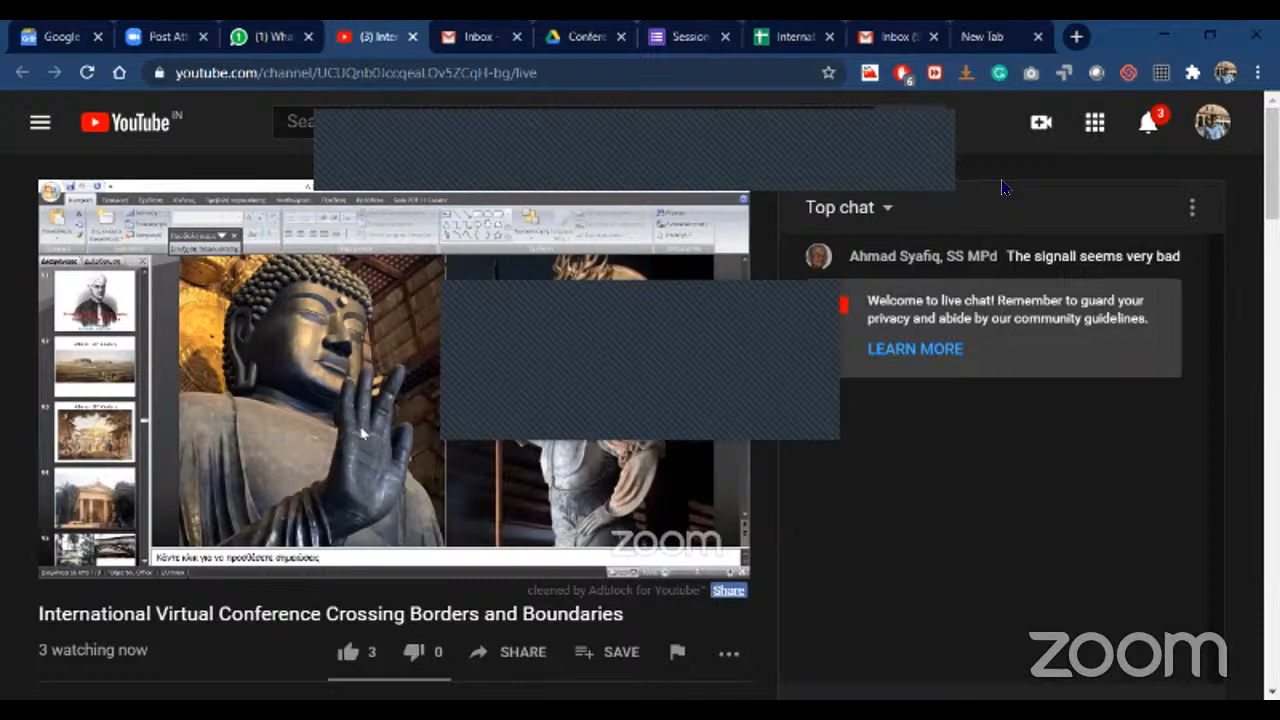 Google
Post Att
(1) Wha
(3) Inter
Inbox -
Confere
Session
Internat
Inbox (5
New Tab
youtube.com/channel/
/live
6
YouTube IN
Sea
3
Top chat
Ahmad Syafiq, SS MPd The signall seems very bad
Welcome to live chat! Remember to guard your
privacy and abide by our community guidelines.
LEARN MORE
Κάντε κλικ για να προσθέσετε σημειώσεις
zoom
cleaned by Adblock for Youtube™ Share
International Virtual Conference Crossing Borders and Boundaries
3 watching now
3
0
SHARE
SAVE
zoom